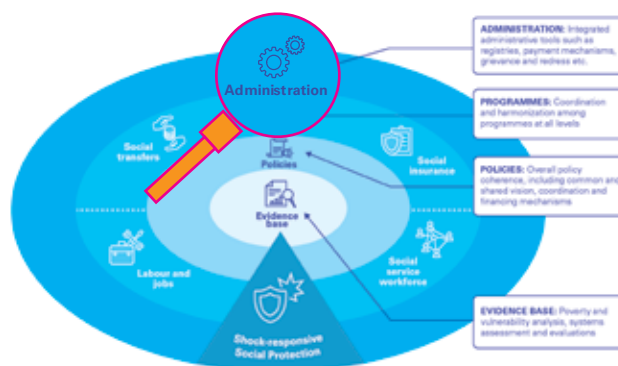 Administration
Social
transfers
Policies
Social
insurance
Evidence
base
Labour and
jobs
Social
service
workforce
Shock-responsive
Social Protection
ADMINISTRATION: Integrated
administrative tools such as
registries, payment mechanisms,
grievance and redress etc.
PROGRAMMES: Coordination
and harmonization among
programmes at all levels
POLICIES: Overall policy
coherence, including common and
shared vision, coordination and
financing mechanisms
EVIDENCE BASE: Poverty and
vulnerability analysis, systems
assessment and evaluations